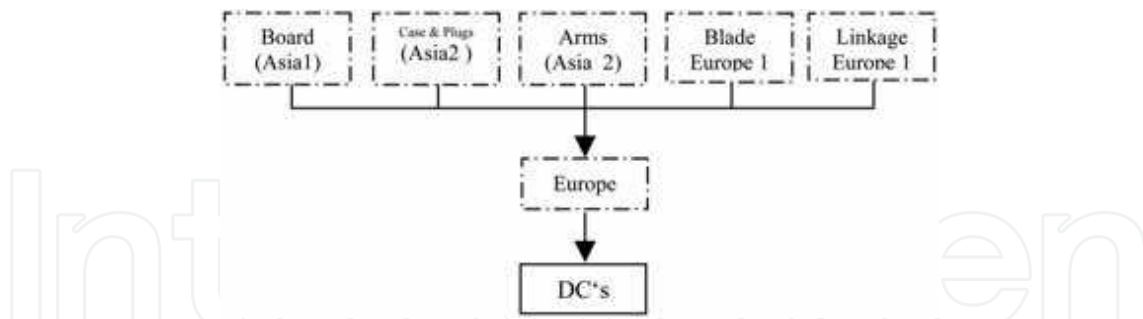 Board
(Asia1)
Case & Plugs
(Asia2 )
Arms
(Asia 2)
Blade
Europe 1
Linkage
Europe 1
Europe
DC's